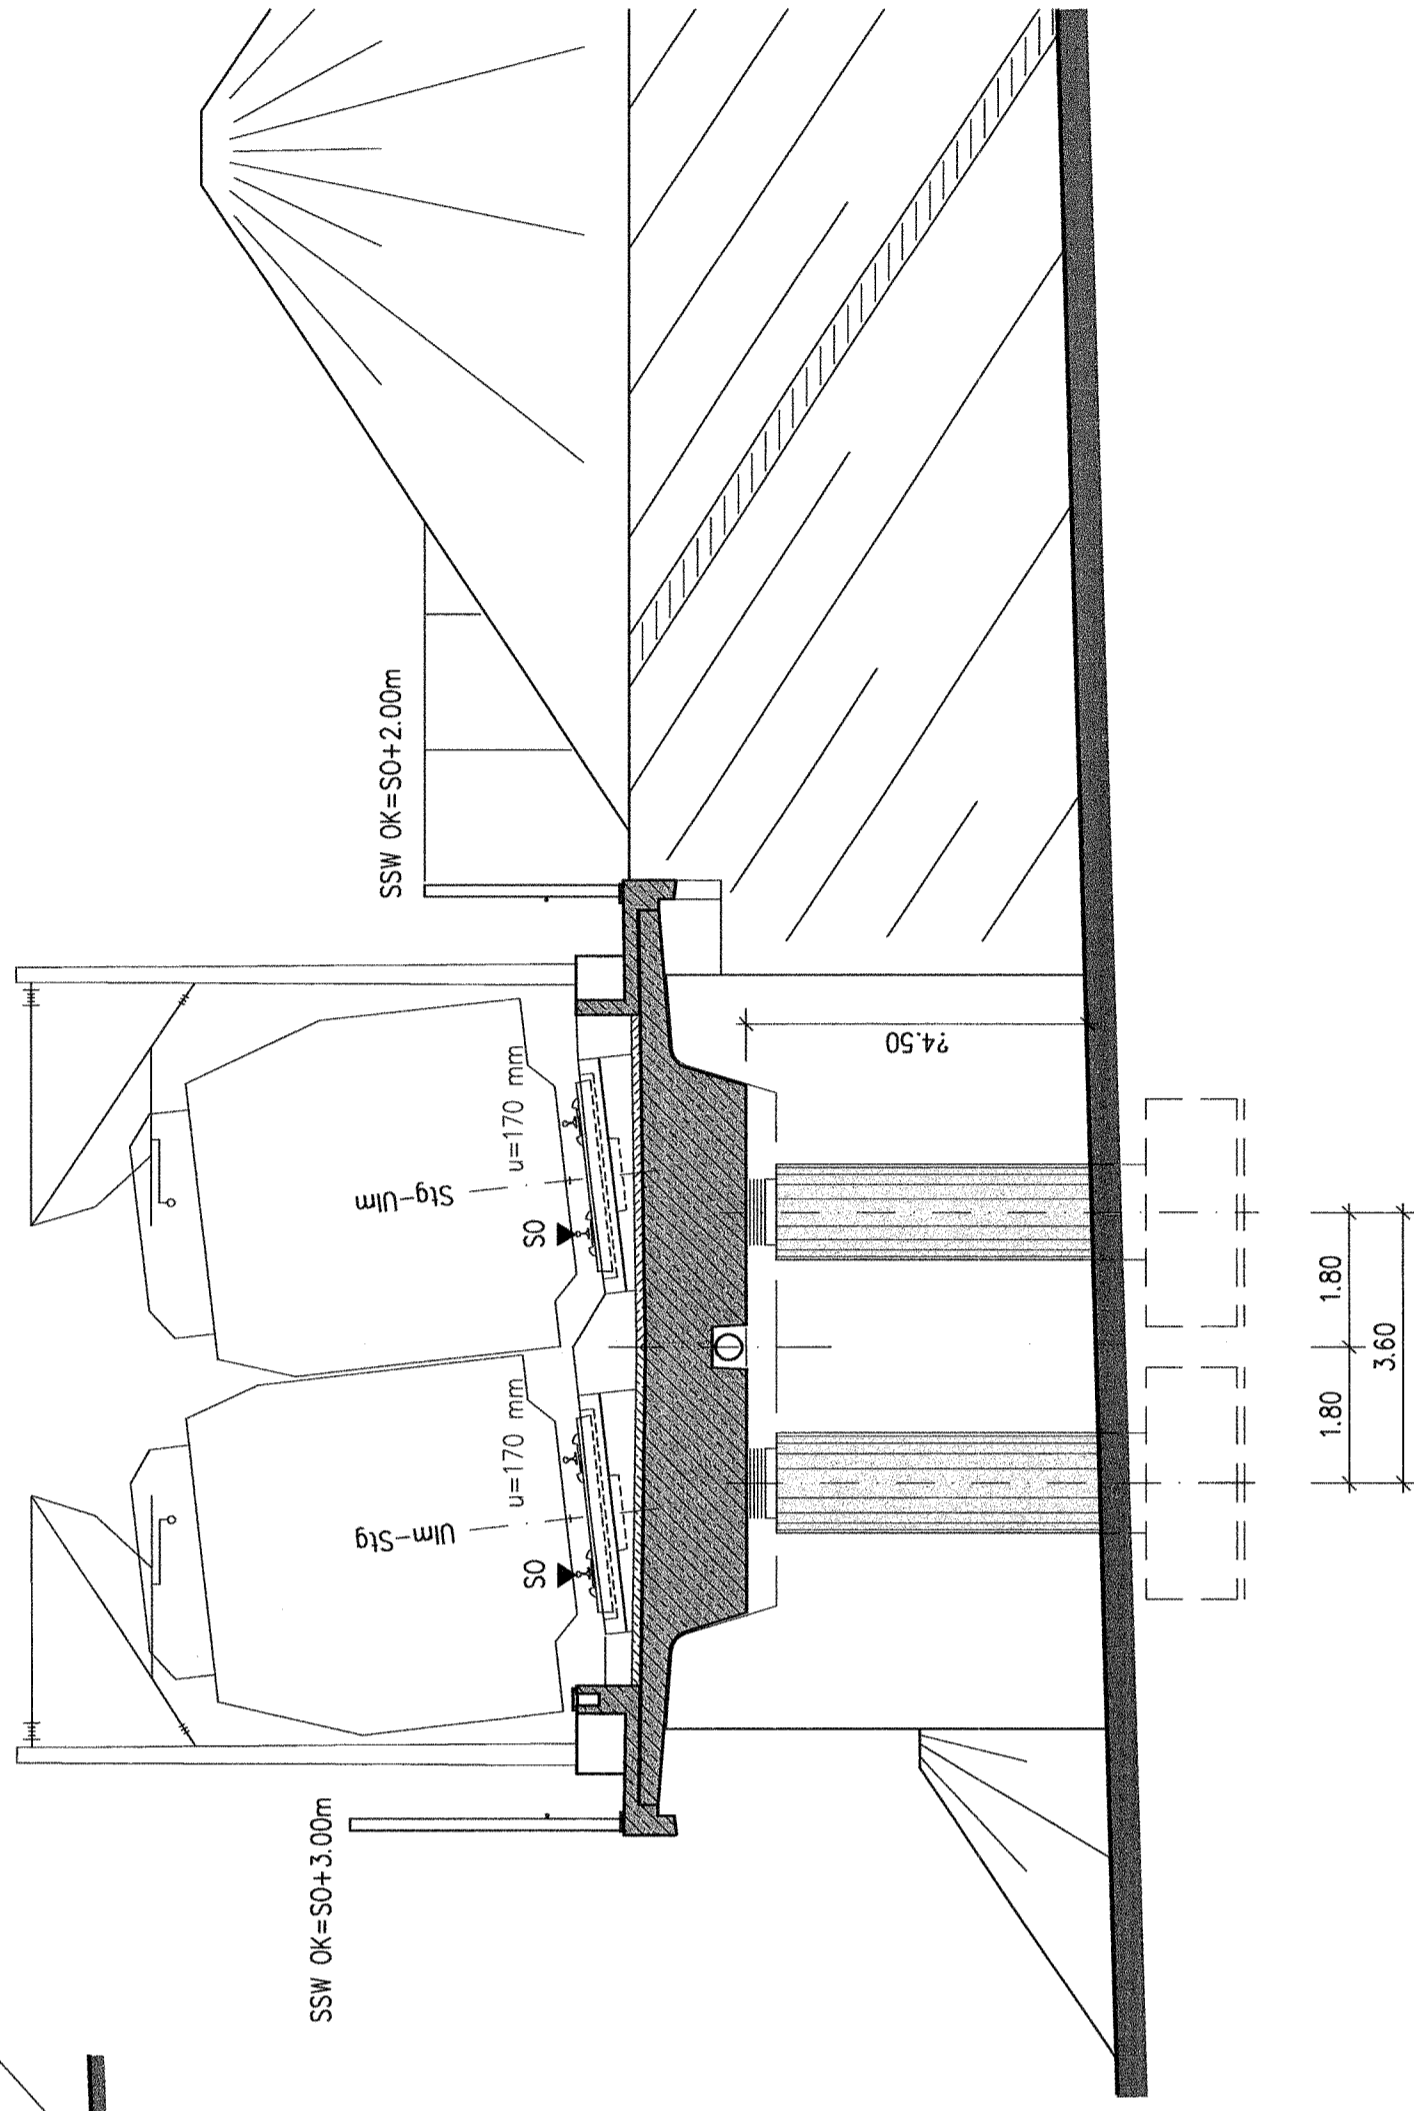 SSW OK=SO+3.00m
SSW OK=SO+2.00m
Ulm-Stg
u=170 mm
SO
Stg-Ulm
u=170 mm
SO
?4.50
1.80
1.80
3.60